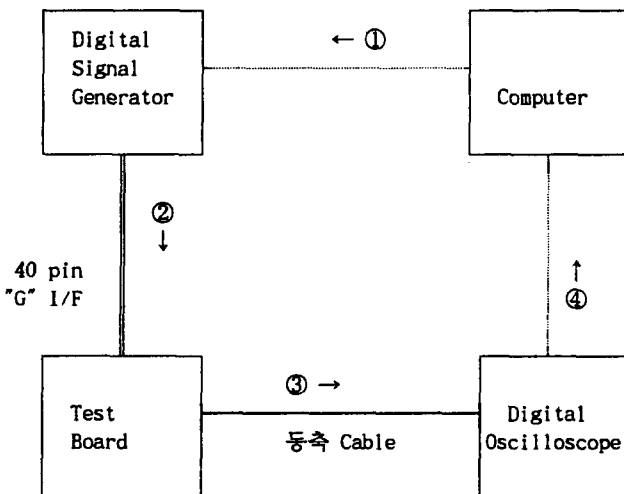 Digital
Signal
Generator
← ①
Computer
②
↓
40 pin
"G" I/F
↑
④
Test
Board
③ →
동축 Cable
Digital
Oscilloscope